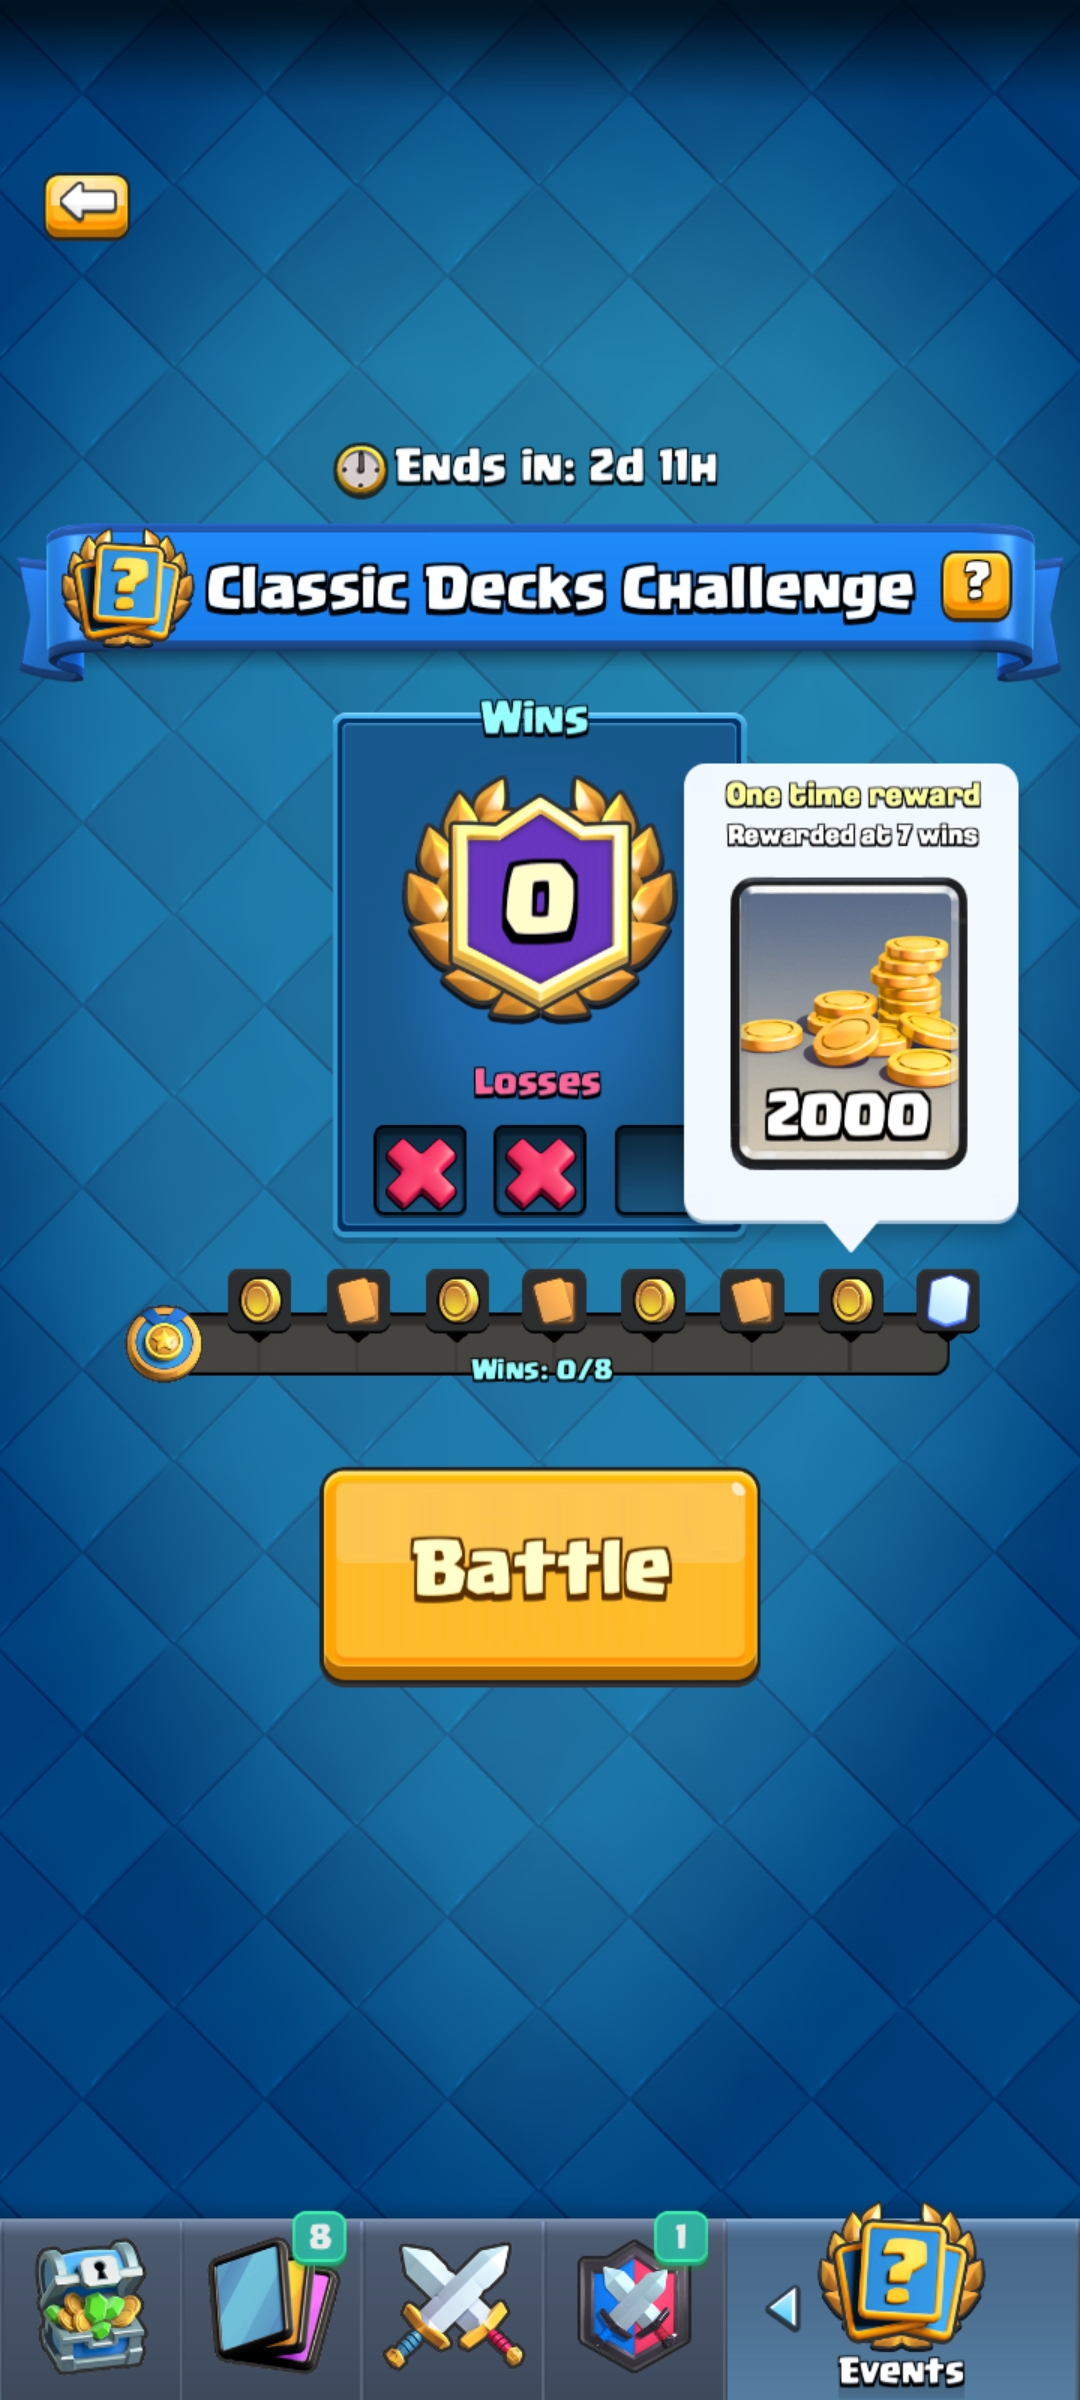 Ends in: 2d 11h
?
Classic Decks Challenge
?
Wins
0
One time reward
Rewarded at 7 wins
2000
Losses
Wins: 0/8
Battle
8
1
?
Events